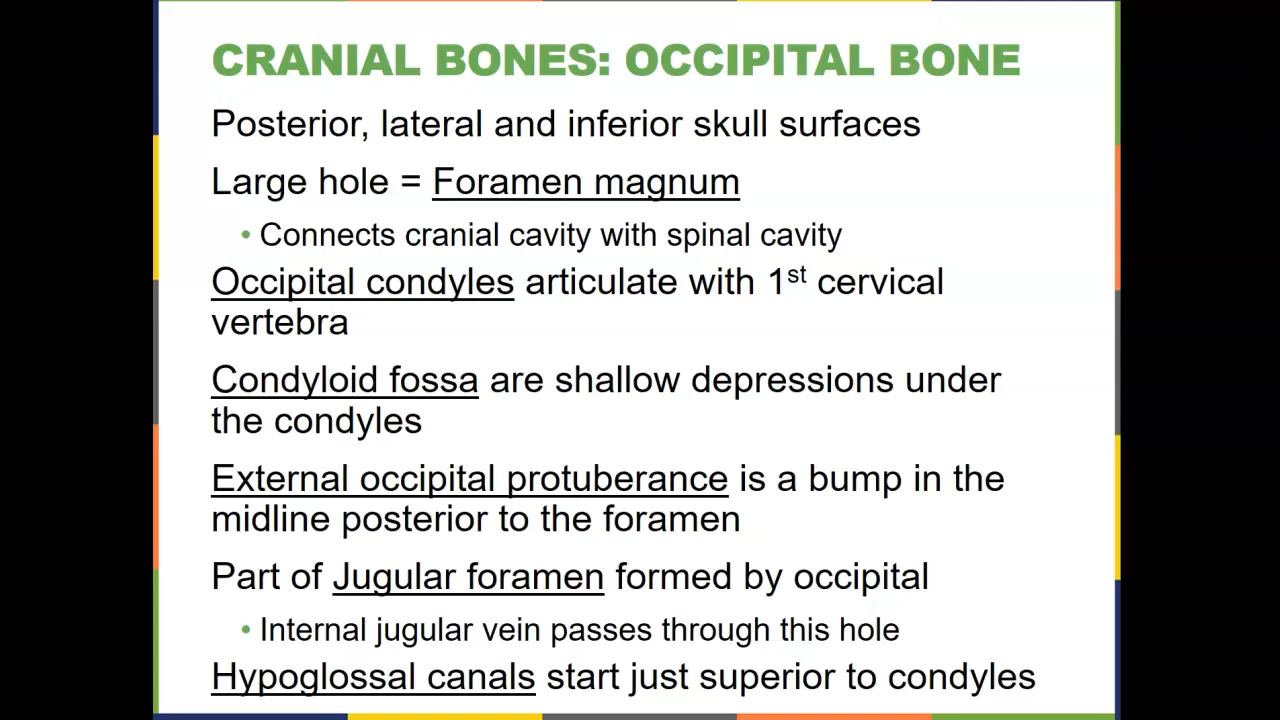 CRANIAL BONES: OCCIPITAL BONE
Posterior, lateral and inferior skull surfaces
Large hole = Foramen magnum
• Connects cranial cavity with spinal cavity
Occipital condyles articulate with 1st cervical
vertebra
Condyloid fossa are shallow depressions under
the condyles
External occipital protuberance is a bump in the
midline posterior to the foramen
Part of Jugular foramen formed by occipital
• Internal jugular vein passes through this hole
Hypoglossal canals start just superior to condyles